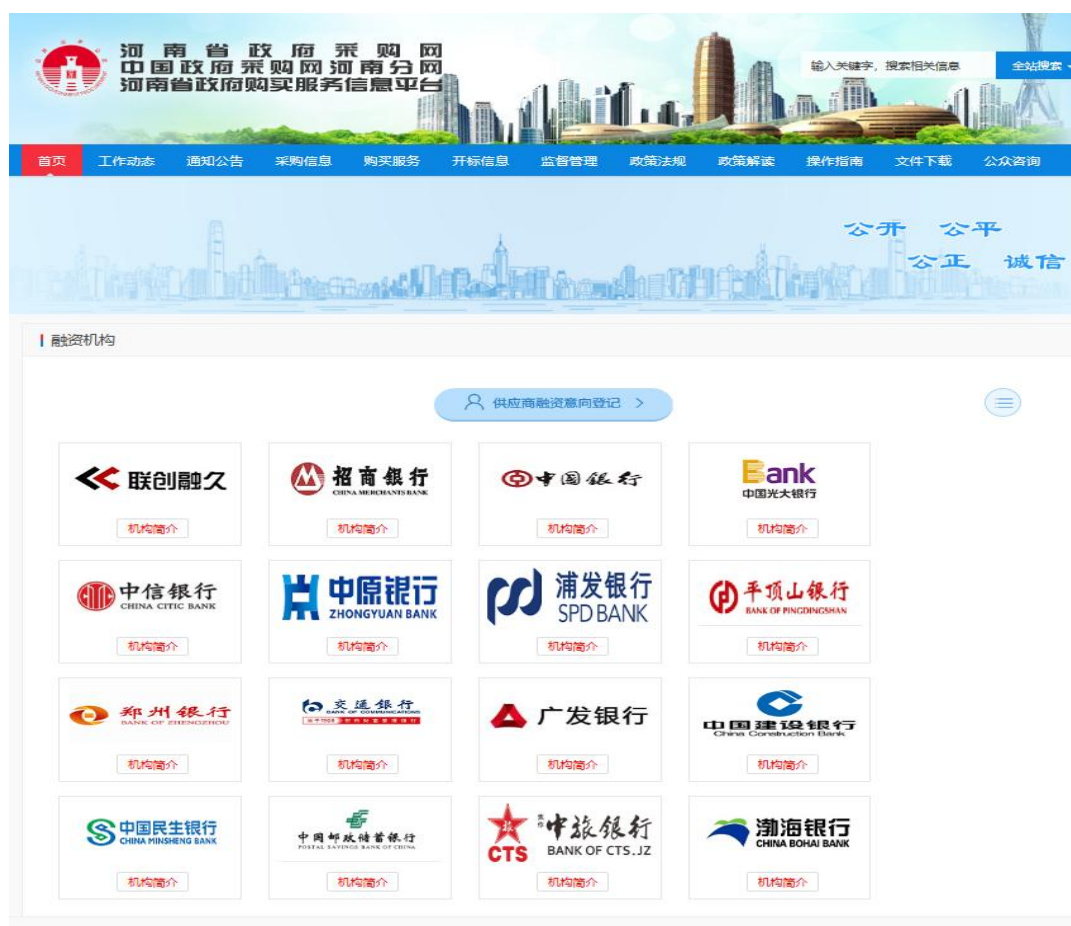 河南省政府采购网
中国政府采购网河南分网
河南省政府购买服务信息平台
输入关键字，搜索相关信息 全站搜索
首页 工作动态 通知公告 采购信息 购买服务 开标信息 监督管理 政策法规 政策解读 操作指南 文件下载 公众咨询
公开 公平
公正 诚信
融资机构
供应商融资意向登记 >
联创融久
机构简介
招商银行
CHINA MERCHANTS BANK
机构简介
中国银行
机构简介
Bank
中国光大银行
机构简介
中信银行
CHINA CITIC BANK
机构简介
中原银行
ZHONGYUAN BANK
机构简介
浦发银行
SPD BANK
机构简介
平顶山银行
BANK OF PINGDINGSHAN
机构简介
郑州银行
BANK OF ZHENGZHOU
机构简介
交通银行
BANK OF COMMUNICATIONS
机构简介
广发银行
机构简介
中国建设银行
China Construction Bank
机构简介
中国民生银行
CHINA MINSHENG BANK
机构简介
中国邮政储蓄银行
POSTAL SAVINGS BANK OF CHINA
机构简介
旅
CTS
焦作中旅银行
BANK OF CTS.JZ
机构简介
渤海银行
CHINA BOHAI BANK
机构简介